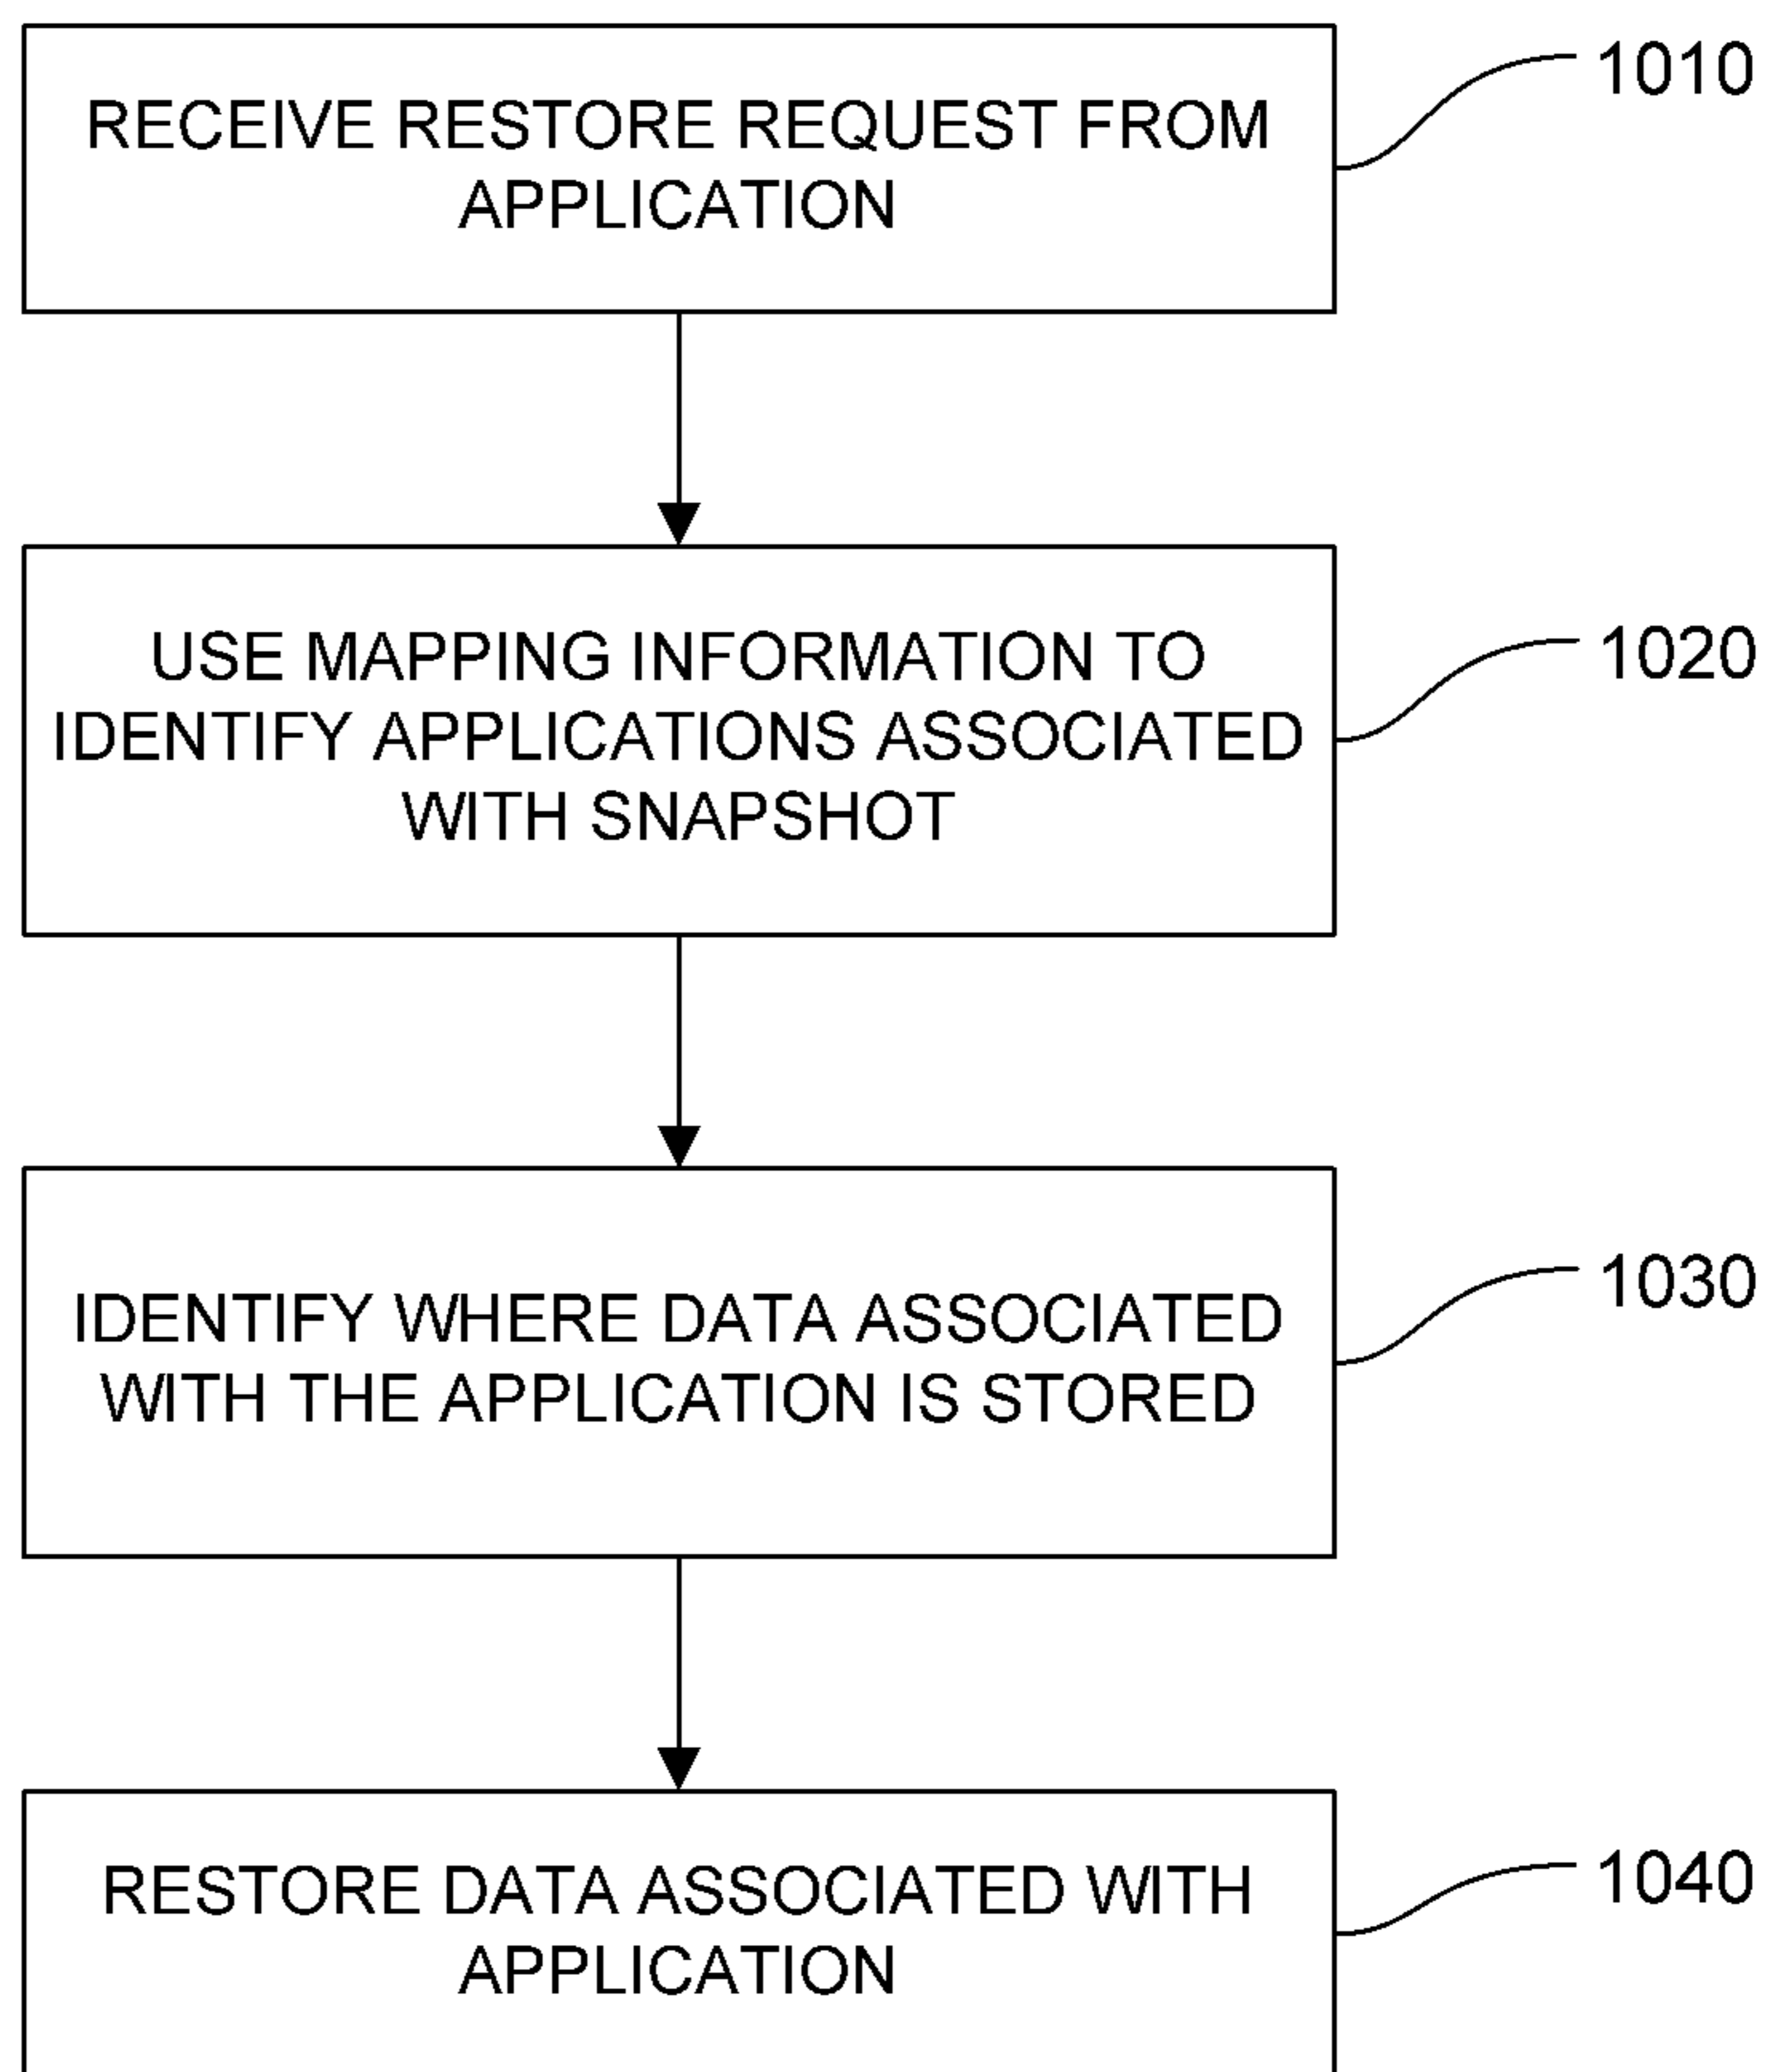 RECEIVE RESTORE REQUEST FROM
APPLICATION
1010
USE MAPPING INFORMATION TO
IDENTIFY APPLICATIONS ASSOCIATED
WITH SNAPSHOT
1020
IDENTIFY WHERE DATA ASSOCIATED
WITH THE APPLICATION IS STORED
1030
RESTORE DATA ASSOCIATED WITH
APPLICATION
1040